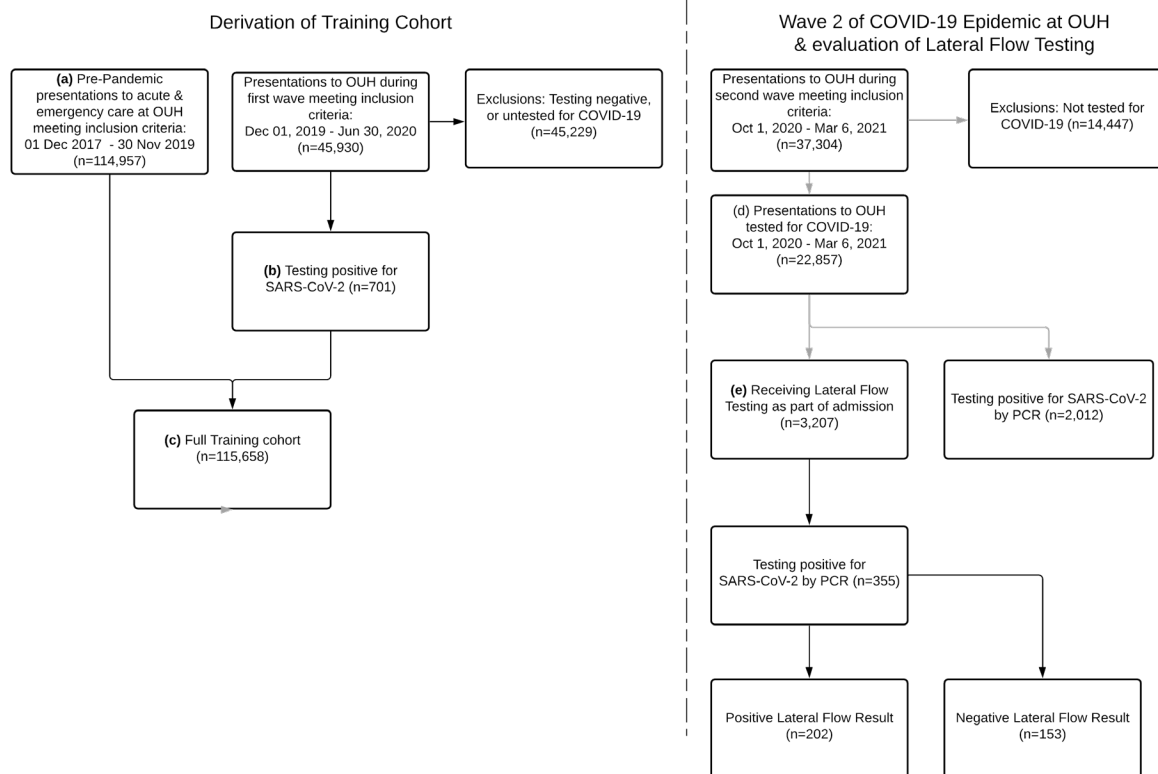 Derivation of Training Cohort
(a) Pre-Pandemic
presentations to acute &
emergency care at OUH
meeting inclusion criteria:
01 Dec 2017 - 30 Nov 2019
(n=114,957)
Presentations to OUH during
first wave meeting inclusion
criteria:
Dec 01, 2019 - Jun 30, 2020
(n=45,930)
Exclusions: Testing negative,
or untested for COVID-19
(n=45,229)
(b) Testing positive for
SARS-CoV-2 (n=701)
(c) Full Training cohort
(n=115,658)
Wave 2 of COVID-19 Epidemic at OUH
& evaluation of Lateral Flow Testing
Presentations to OUH during
second wave meeting inclusion
criteria:
Oct 1, 2020 - Mar 6, 2021
(n=37,304)
Exclusions: Not tested for
COVID-19 (n=14,447)
(d) Presentations to OUH
tested for COVID-19:
Oct 1, 2020 - Mar 6, 2021
(n=22,857)
(e) Receiving Lateral Flow
Testing as part of admission
(n=3,207)
Testing positive for SARS-CoV-2
by PCR (n=2,012)
Testing positive for
SARS-CoV-2 by PCR (n=355)
Positive Lateral Flow Result
(n=202)
Negative Lateral Flow Result
(n=153)